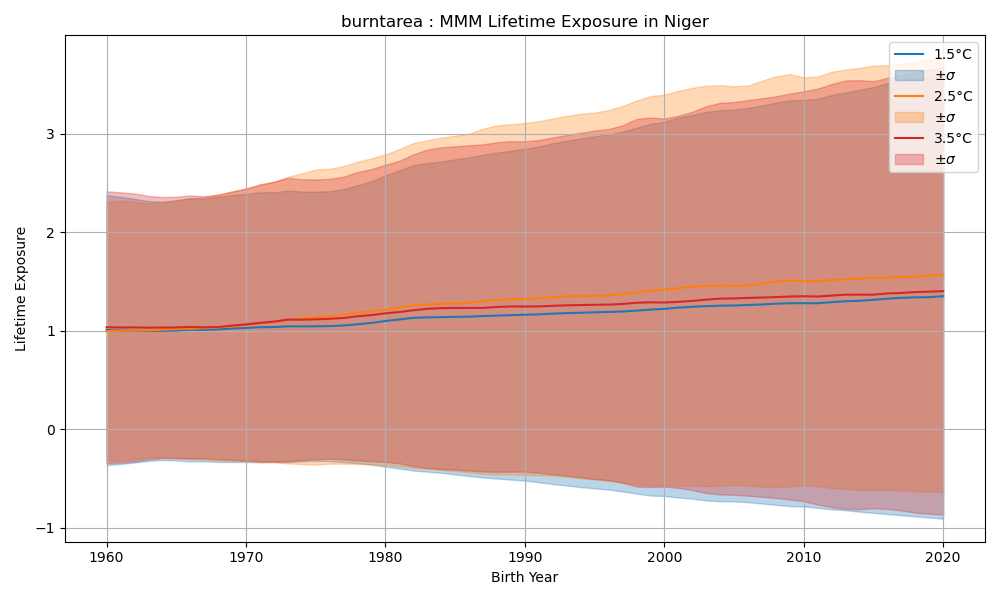 burntarea : MMM Lifetime Exposure in Niger
Lifetime Exposure
3
2
1
0
−1
1960 1970 1980 1990 2000 2010 2020
Birth Year
1.5°C
±σ
2.5°C
±σ
3.5°C
±σ